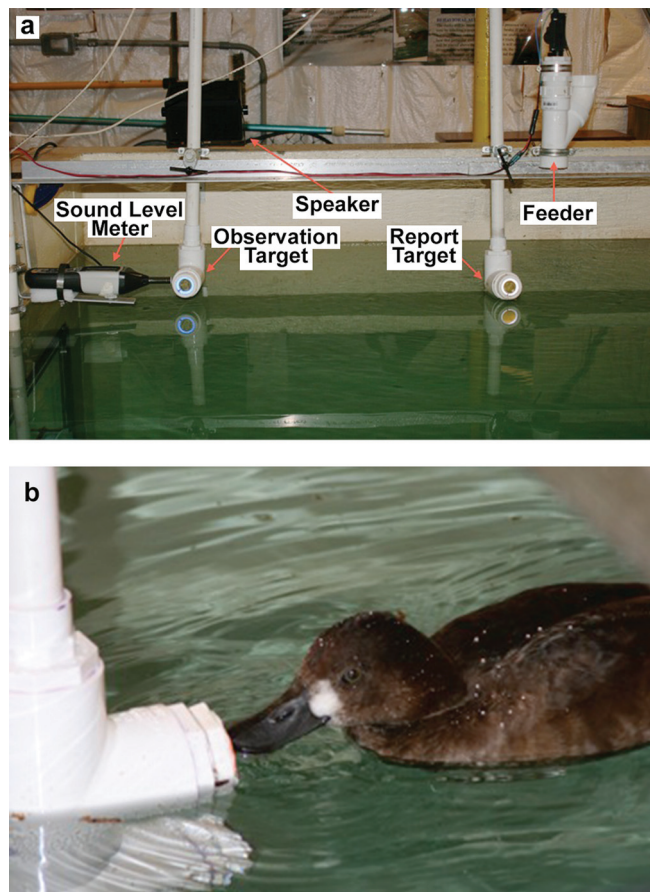 a
Speaker
Feeder
Sound Level
Meter
Observation
Target
Report
Target
b